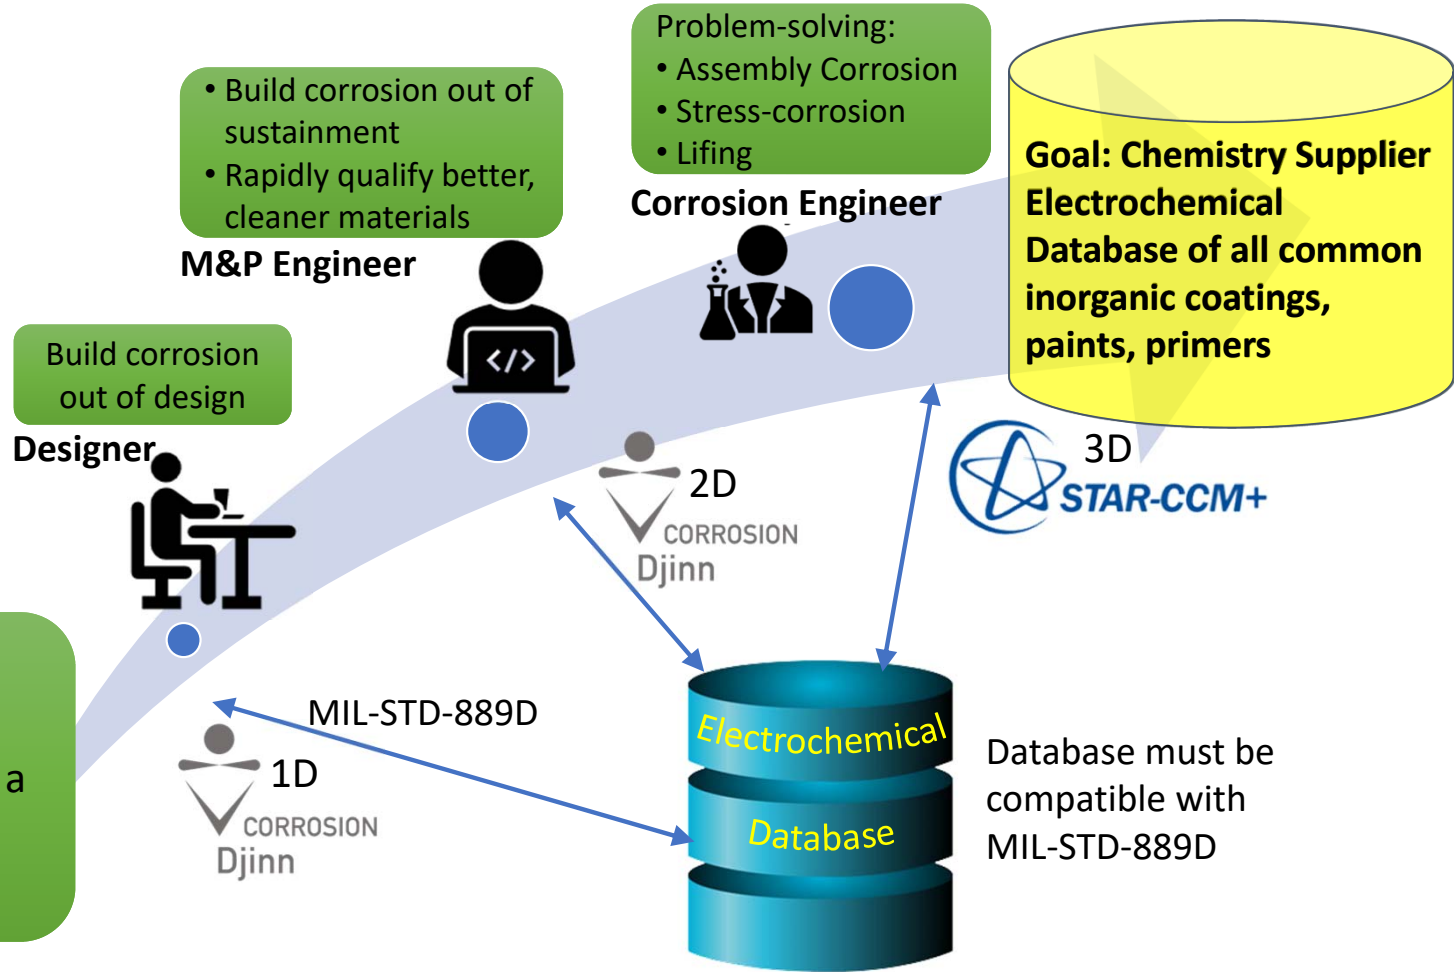 Problem-solving:
• Assembly Corrosion
• Stress-corrosion
• Lifing
Corrosion Engineer
• Build corrosion out of
sustainment
• Rapidly qualify better,
cleaner materials
M&P Engineer
Build corrosion
out of design
Designer
Goal: Chemistry Supplier
Electrochemical
Database of all common
inorganic coatings,
paints, primers
</>
2D
CORROSION
Djinn
3D
STAR-CCM+
MIL-STD-889D
1D
CORROSION
Djinn
a
Electrochemical
Database
Database must be
compatible with
MIL-STD-889D